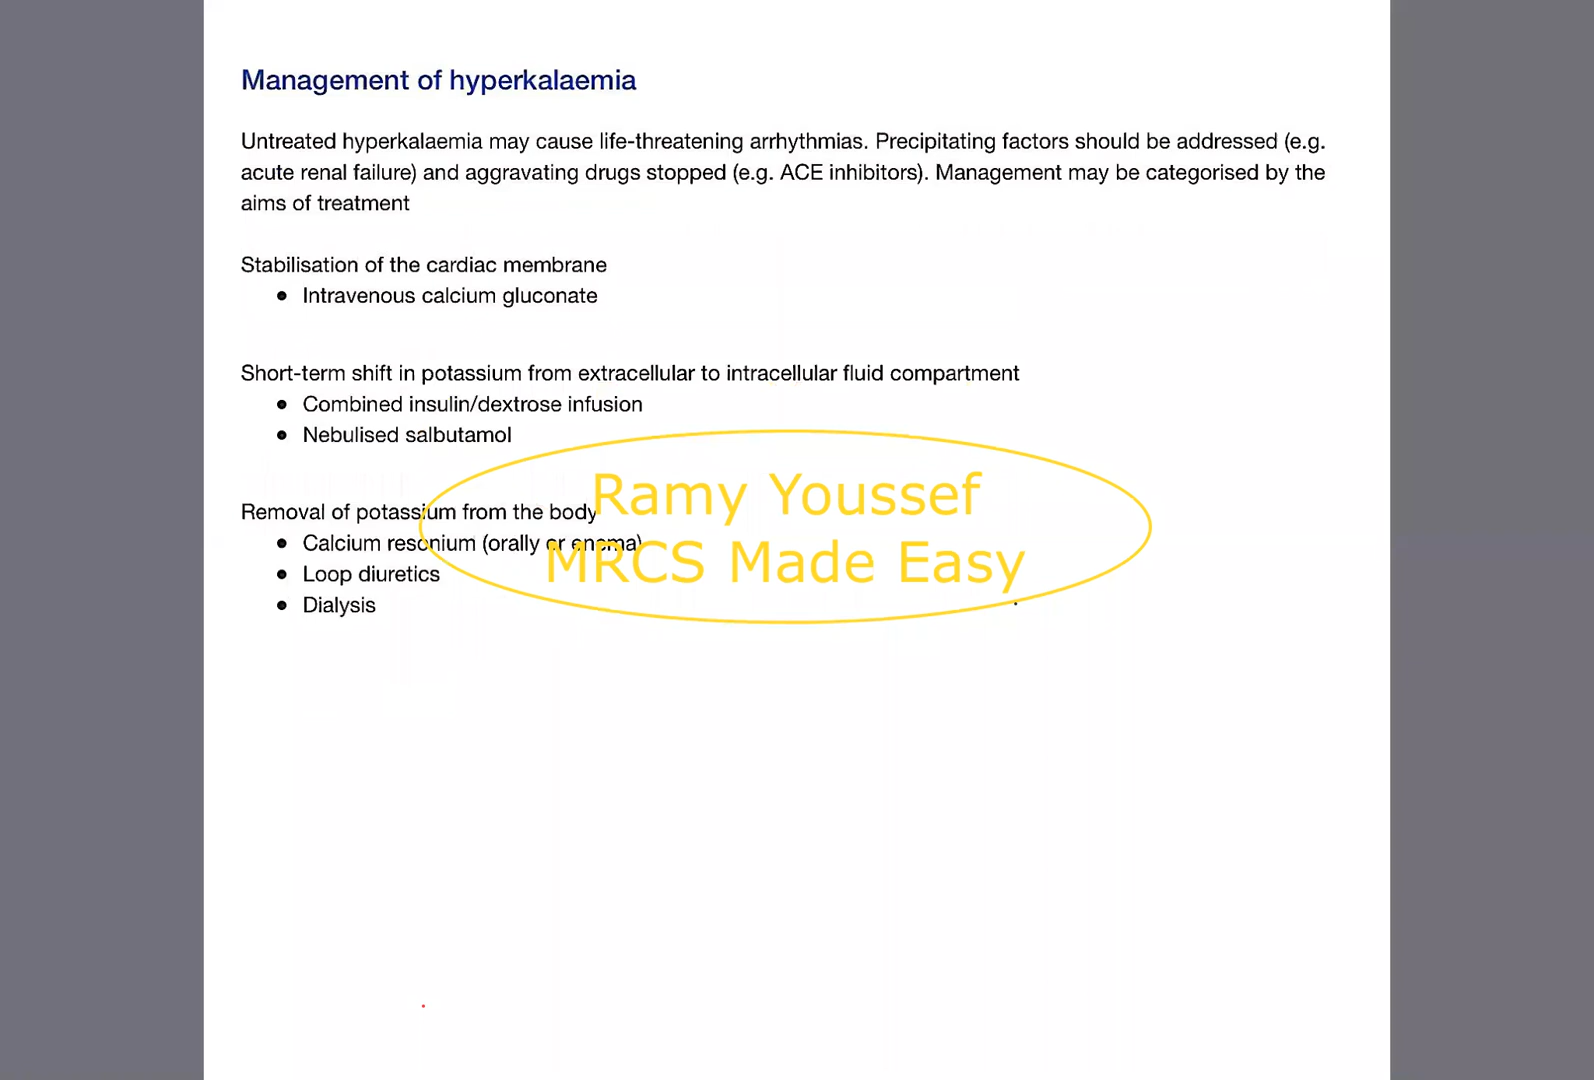 Management of hyperkalaemia
Untreated hyperkalaemia may cause life-threatening arrhythmias. Precipitating factors should be addressed (e.g.
acute renal failure) and aggravating drugs stopped (e.g. ACE inhibitors). Management may be categorised by the
aims of treatment
Stabilisation of the cardiac membrane
• Intravenous calcium gluconate
Short-term shift in potassium from extracellular to intracellular fluid compartment
• Combined insulin/dextrose infusion
• Nebulised salbutamol
Removal of potassium from the body
• Calcium resonium (orally or enema)
• Loop diuretics
• Dialysis
Ramy Youssef
MRCS Made Easy